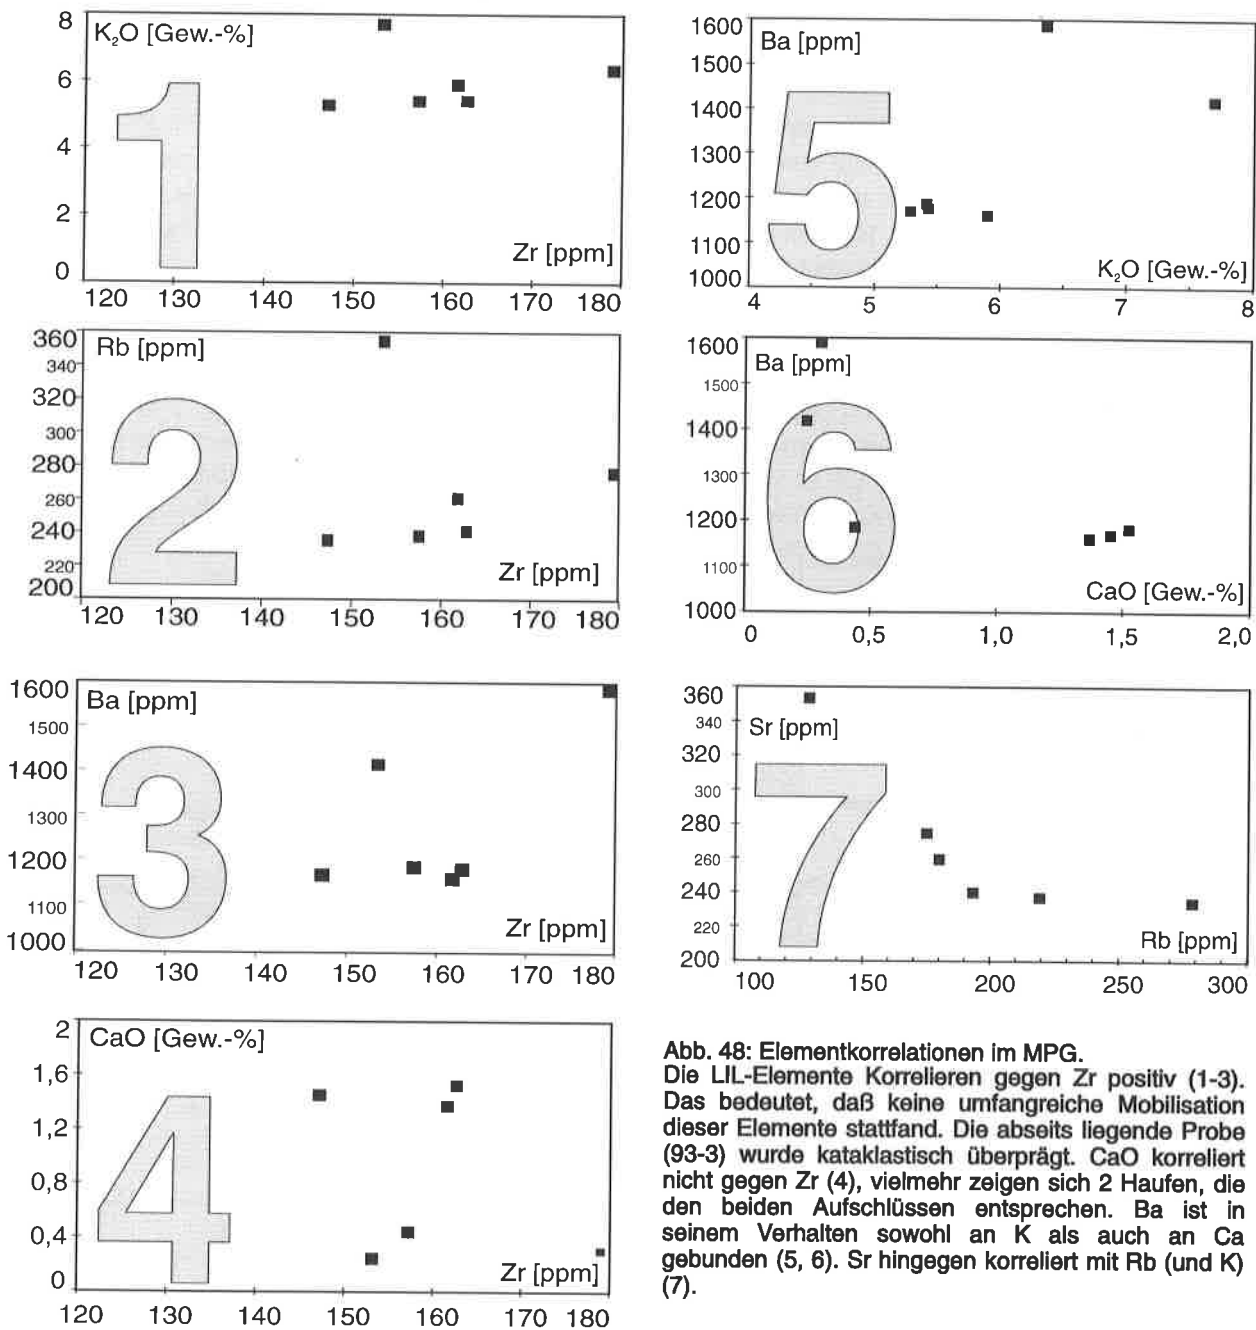 8
K₂O [Gew.-%]
6
4
2
0
1
Zr [ppm]
120 130 140 150 160 170 180
360
Rb [ppm]
340
320
300
280
260
240
220
200
2
Zr [ppm]
120 130 140 150 160 170 180
1600
Ba [ppm]
1500
1400
1300
1200
1100
1000
3
Zr [ppm]
120 130 140 150 160 170 180
2
CaO [Gew.-%]
1,6
1,2
0,8
0,4
0
4
Zr [ppm]
120 130 140 150 160 170 180
1600
Ba [ppm]
1500
1400
1300
1200
1100
1000
5
K₂O [Gew.-%]
4 5 6 7 8
1600
Ba [ppm]
1500
1400
1300
1200
1100
1000
6
CaO [Gew.-%]
0 0,5 1,0 1,5 2,0
360
340
Sr [ppm]
320
300
280
260
240
220
200
7
Rb [ppm]
100 150 200 250 300
Abb. 48: Elementkorrelationen im MPG.
Die LIL-Elemente Korrelieren gegen Zr positiv (1-3).
Das bedeutet, daß keine umfangreiche Mobilisation
dieser Elemente stattfand. Die abseits liegende Probe
(93-3) wurde kataklastisch überprägt. CaO korreliert
nicht gegen Zr (4), vielmehr zeigen sich 2 Haufen, die
den beiden Aufschlüssen entsprechen. Ba ist in
seinem Verhalten sowohl an K als auch an Ca
gebunden (5, 6). Sr hingegen korreliert mit Rb (und K)
(7).